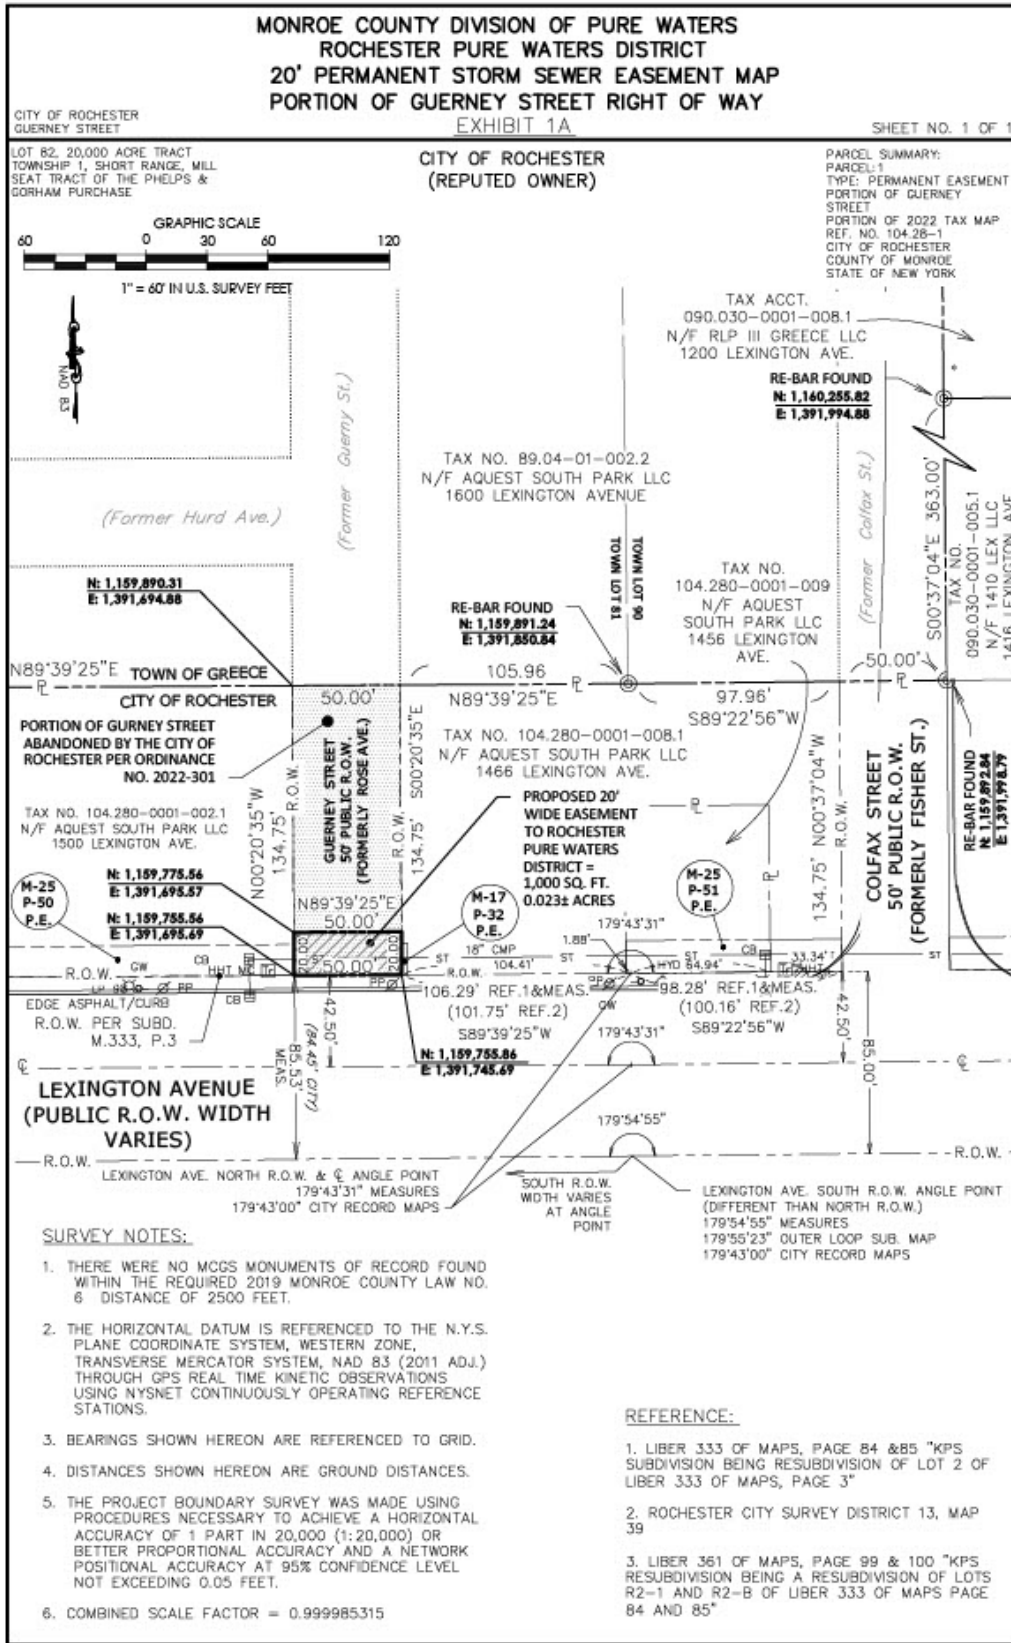 MONROE COUNTY DIVISION OF PURE WATERS
ROCHESTER PURE WATERS DISTRICT
20' PERMANENT STORM SEWER EASEMENT MAP
PORTION OF GUERNEY STREET RIGHT OF WAY
EXHIBIT 1A
CITY OF ROCHESTER
GUERNEY STREET
SHEET NO. 1 OF 1
LOT 82, 20,000 ACRE TRACT
TOWNSHIP 1, SHORT RANGE, MILL
SEAT TRACT OF THE PHELPS &
GORHAM PURCHASE
CITY OF ROCHESTER
(REPUTED OWNER)
PARCEL SUMMARY:
PARCEL:1
TYPE: PERMANENT EASEMENT
PORTION OF GUERNEY
STREET
PORTION OF 2022 TAX MAP
REF. NO. 104.28-1
CITY OF ROCHESTER
COUNTY OF MONROE
STATE OF NEW YORK
GRAPHIC SCALE
60 0 30 60 120
1" = 60' IN U.S. SURVEY FEET
NAD 83
TAX ACCT.
090.030-0001-008.1
N/F RLP III GREECE LLC
1200 LEXINGTON AVE.
RE-BAR FOUND
N: 1,160,255.82
E: 1,391,994.88
(Former Guerny St.)
(Former Hurd Ave.)
TAX NO. 89.04-01-002.2
N/F AQUEST SOUTH PARK LLC
1600 LEXINGTON AVENUE
(Former Colfax St.)
S00°37'04"E 363.00'
TAX NO.
090.030-0001-005.1
N/F 1410 LEX LLC
1416 LEXINGTON AVE
TOWN LOT 90
TOWN LOT 81
TAX NO.
104.280-0001-009
N/F AQUEST
SOUTH PARK LLC
1456 LEXINGTON
AVE.
N: 1,159,890.31
E: 1,391,694.88
RE-BAR FOUND
N: 1,159,891.24
E: 1,391,850.84
N89°39'25"E
TOWN OF GREECE
CITY OF ROCHESTER
50.00'
105.96
N89°39'25"E
97.96'
S89°22'56"W
50.00'
PORTION OF GURNEY STREET
ABANDONED BY THE CITY OF
ROCHESTER PER ORDINANCE
NO. 2022-301
GUERNEY STREET
50' PUBLIC R.O.W.
(FORMERLY ROSE AVE.)
N00°20'35"W
134.75'
R.O.W.
R.O.W.
134.75' S00°20'35"E
TAX NO. 104.280-0001-008.1
N/F AQUEST SOUTH PARK LLC
1466 LEXINGTON AVE.
TAX NO. 104.280-0001-002.1
N/F AQUEST SOUTH PARK LLC
1500 LEXINGTON AVE.
PROPOSED 20'
WIDE EASEMENT
TO ROCHESTER
PURE WATERS
DISTRICT =
1,000 SQ. FT.
0.023± ACRES
134.75' N00°37'04"W
R.O.W.
COLFAX STREET
50' PUBLIC R.O.W.
(FORMERLY FISHER ST.)
RE-BAR FOUND
N: 1,159,892.84
E: 1,391,998.79
N: 1,159,775.56
E: 1,391,695.57
N: 1,159,755.56
E: 1,391,695.69
M-25
P-50
P.E.
M-17
P-32
P.E.
M-25
P-51
P.E.
N89°39'25"E
50.00'
20.00'
50.00'
20.00'
ST
ST
18" CMP
104.41'
ST
ST
1.88'
179°43'31"
HYD 64.94'
CB
33.34'
ST
R.O.W.
GW
CB
CB
PP
PP
PP
R.O.W.
GW
EDGE ASPHALT/CURB
R.O.W. PER SUBD.
M.333, P.3
106.29' REF.1&MEAS.
(101.75' REF.2)
S89°39'25"W
98.28' REF.1&MEAS.
(100.16' REF.2)
S89°22'56"W
42.50'
85.53'
MEAS.
(84.45' CITY)
42.50'
85.00'
179°43'31"
N: 1,159,755.86
E: 1,391,745.69
LEXINGTON AVENUE
(PUBLIC R.O.W. WIDTH
VARIES)
179°54'55"
R.O.W.
R.O.W.
LEXINGTON AVE. NORTH R.O.W. & ℄ ANGLE POINT
179°43'31" MEASURES
179°43'00" CITY RECORD MAPS
SOUTH R.O.W.
WIDTH VARIES
AT ANGLE
POINT
LEXINGTON AVE. SOUTH R.O.W. ANGLE POINT
(DIFFERENT THAN NORTH R.O.W.)
179°54'55" MEASURES
179°55'23" OUTER LOOP SUB. MAP
179°43'00" CITY RECORD MAPS
SURVEY NOTES:
1. THERE WERE NO MCGS MONUMENTS OF RECORD FOUND
WITHIN THE REQUIRED 2019 MONROE COUNTY LAW NO.
6 DISTANCE OF 2500 FEET.
2. THE HORIZONTAL DATUM IS REFERENCED TO THE N.Y.S.
PLANE COORDINATE SYSTEM, WESTERN ZONE,
TRANSVERSE MERCATOR SYSTEM, NAD 83 (2011 ADJ.)
THROUGH GPS REAL TIME KINETIC OBSERVATIONS
USING NYSNET CONTINUOUSLY OPERATING REFERENCE
STATIONS.
3. BEARINGS SHOWN HEREON ARE REFERENCED TO GRID.
4. DISTANCES SHOWN HEREON ARE GROUND DISTANCES.
5. THE PROJECT BOUNDARY SURVEY WAS MADE USING
PROCEDURES NECESSARY TO ACHIEVE A HORIZONTAL
ACCURACY OF 1 PART IN 20,000 (1:20,000) OR
BETTER PROPORTIONAL ACCURACY AND A NETWORK
POSITIONAL ACCURACY AT 95% CONFIDENCE LEVEL
NOT EXCEEDING 0.05 FEET.
6. COMBINED SCALE FACTOR = 0.999985315
REFERENCE:
1. LIBER 333 OF MAPS, PAGE 84 &85 "KPS
SUBDIVISION BEING RESUBDIVISION OF LOT 2 OF
LIBER 333 OF MAPS, PAGE 3"
2. ROCHESTER CITY SURVEY DISTRICT 13, MAP
39
3. LIBER 361 OF MAPS, PAGE 99 & 100 "KPS
RESUBDIVISION BEING A RESUBDIVISION OF LOTS
R2-1 AND R2-B OF LIBER 333 OF MAPS PAGE
84 AND 85"